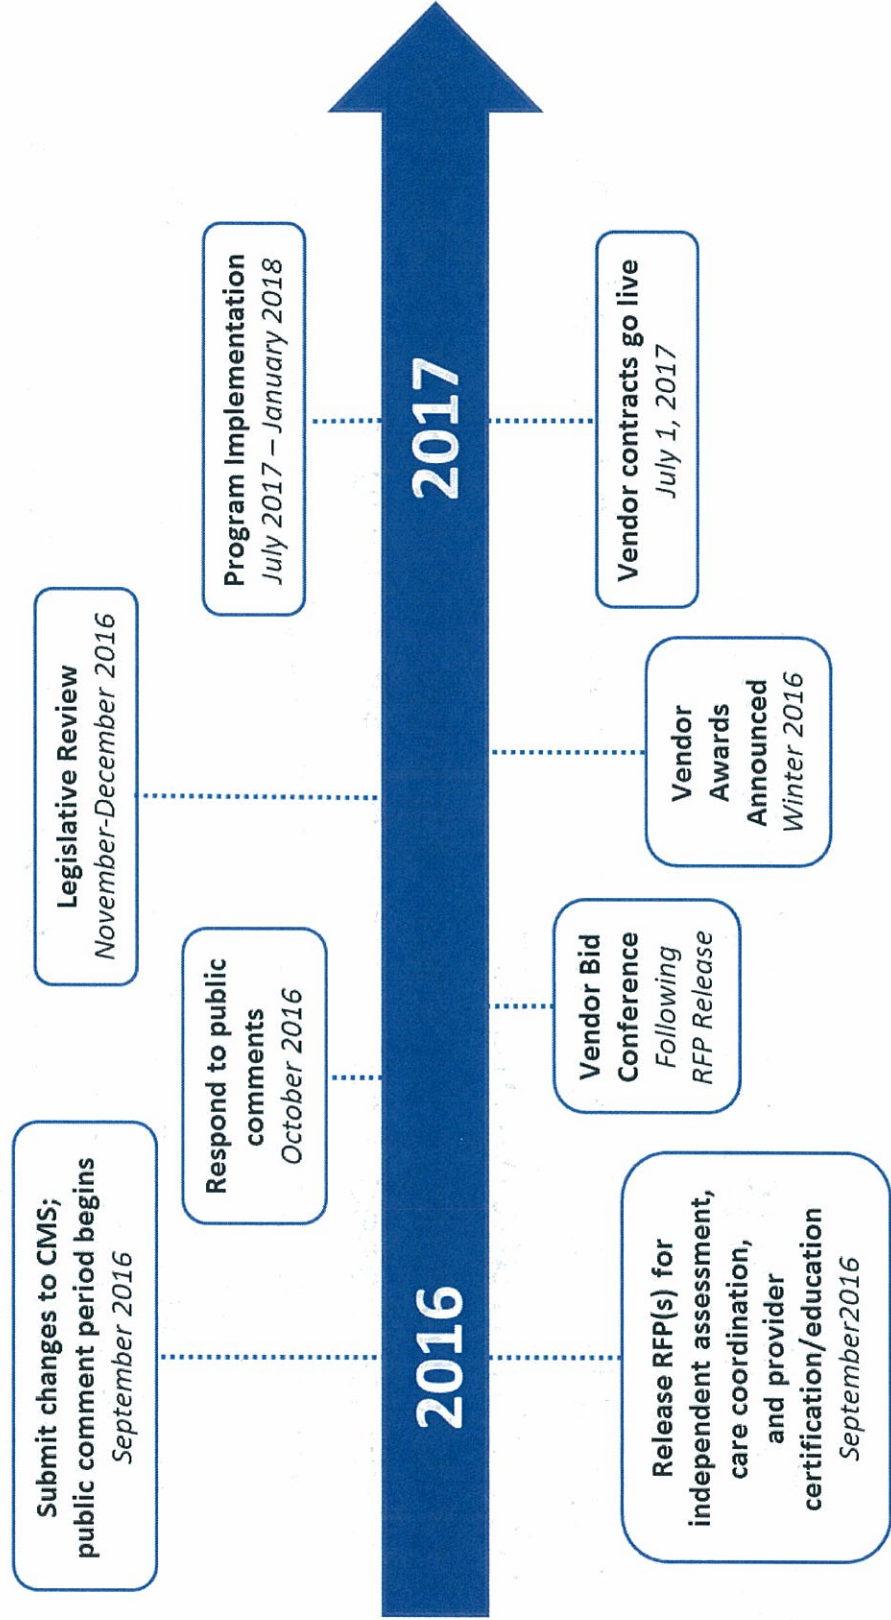 Submit changes to CMS;
public comment period begins
September 2016
Respond to public
comments
October 2016
Legislative Review
November-December 2016
Program Implementation
July 2017 – January 2018
2016
2017
Release RFP(s) for
independent assessment,
care coordination,
and provider
certification/education
September2016
Vendor Bid
Conference
Following
RFP Release
Vendor
Awards
Announced
Winter 2016
Vendor contracts go live
July 1, 2017